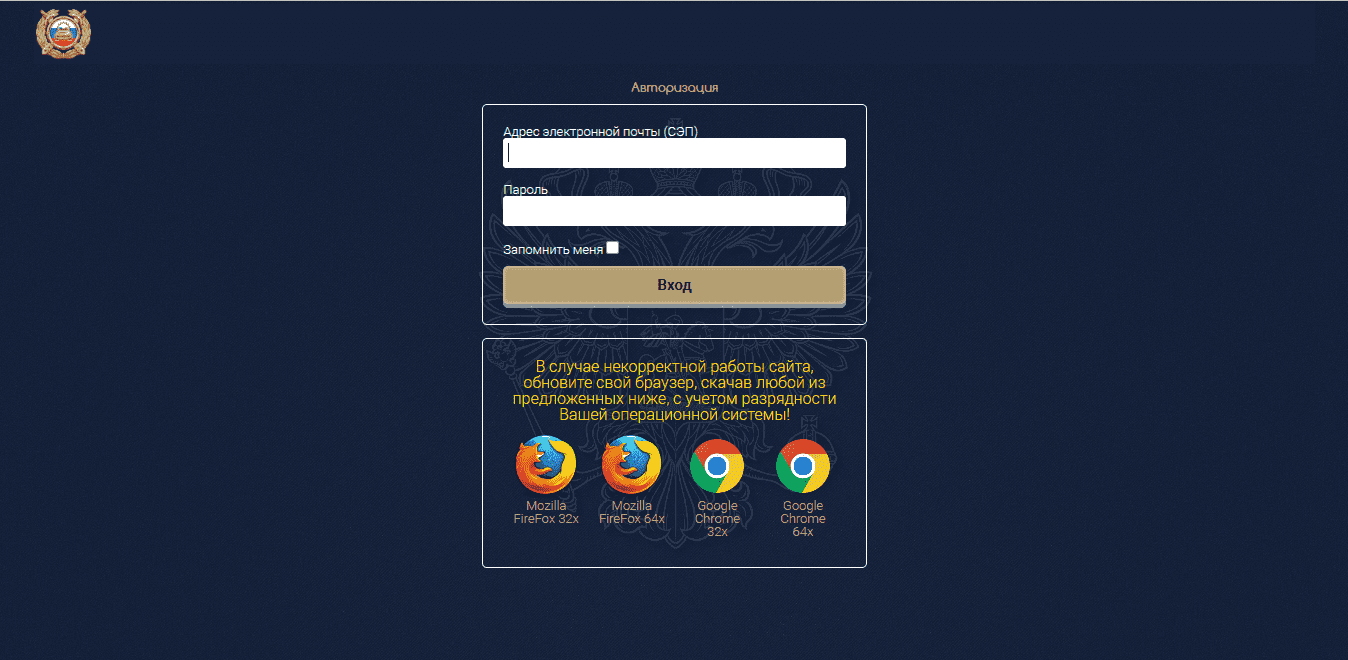 Авторизация
Адрес электронной почты (СЭП)
Пароль
Запомнить меня
Вход
В случае некорректной работы сайта,
обновите свой браузер, скачав любой из
предложенных ниже, с учетом разрядности
Вашей операционной системы!
Mozilla
FireFox 32x
Mozilla
FireFox 64x
Google
Chrome
32x
Google
Chrome
64x